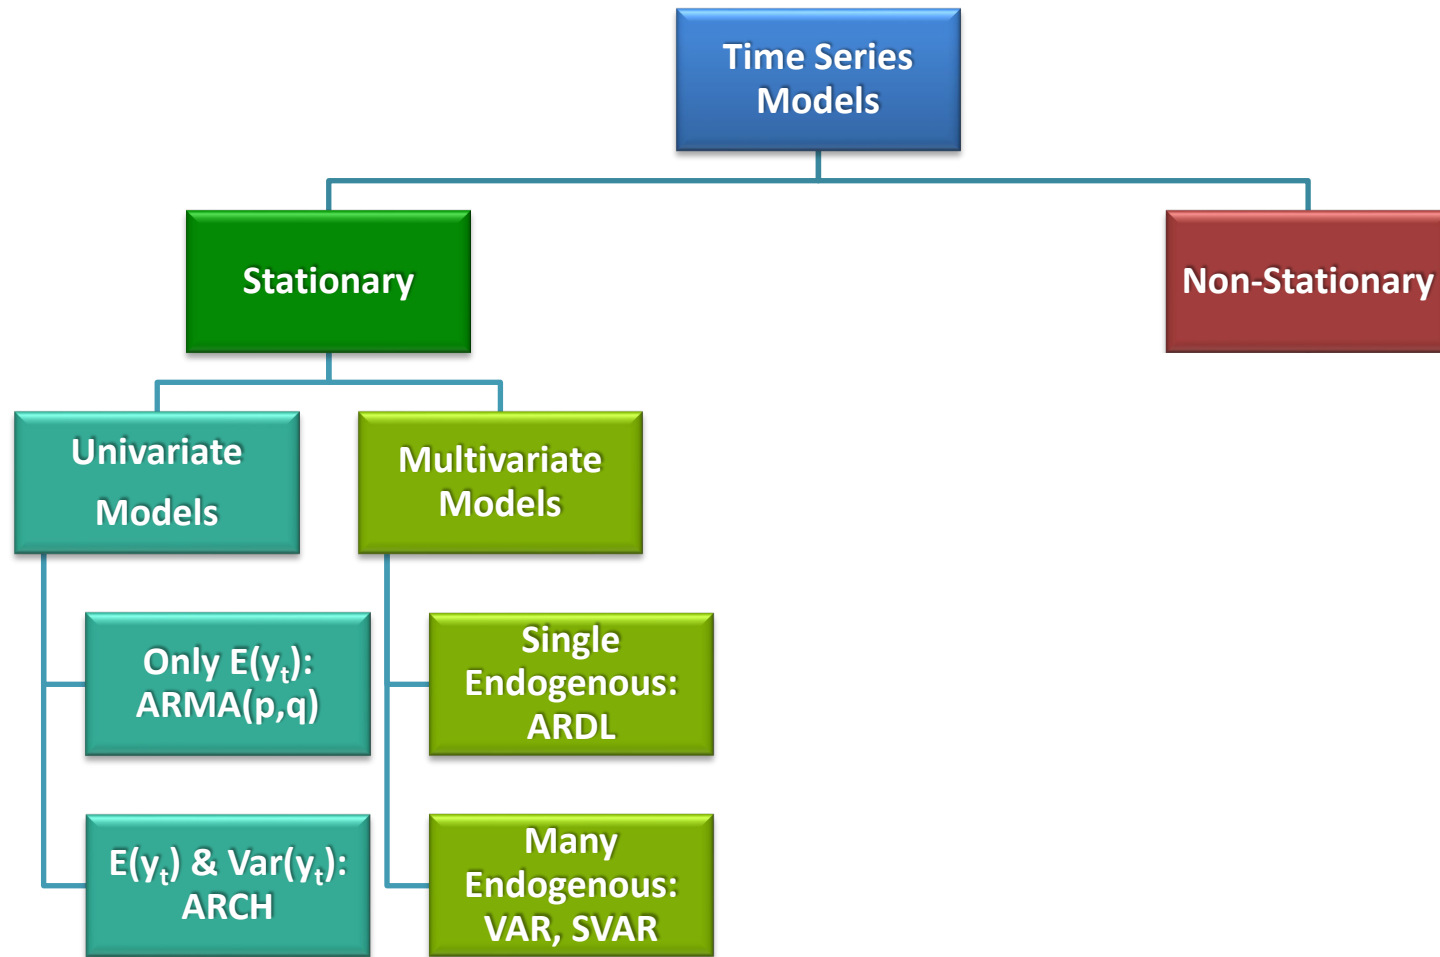 Time Series
Models
Stationary
Non-Stationary
Univariate
Models
Multivariate
Models
Only E(yₜ):
ARMA(p,q)
Single
Endogenous:
ARDL
E(yₜ) & Var(yₜ):
ARCH
Many
Endogenous:
VAR, SVAR